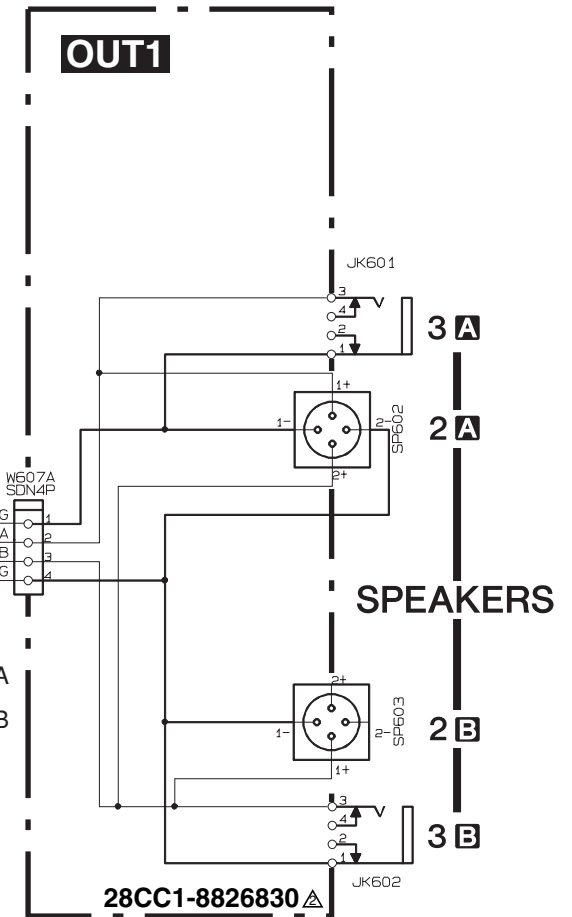 OUT1
JK601
3
4
2
1
3 A
1+
1- 2-
SP602
2 A
2+
W607A
SDN4P
G 1
A 2
B 3
G 4
SPEAKERS
A
B
2+
1- 2-
SP603
2 B
1+
3
4
2
1
3 B
JK602
28CC1-8826830 2